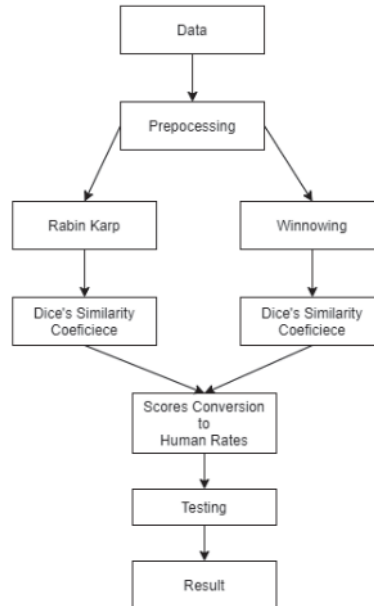 Data
Prepocessing
Rabin Karp
Winnowing
Dice's Similarity
Coeficiece
Dice's Similarity
Coeficiece
Scores Conversion
to
Human Rates
Testing
Result